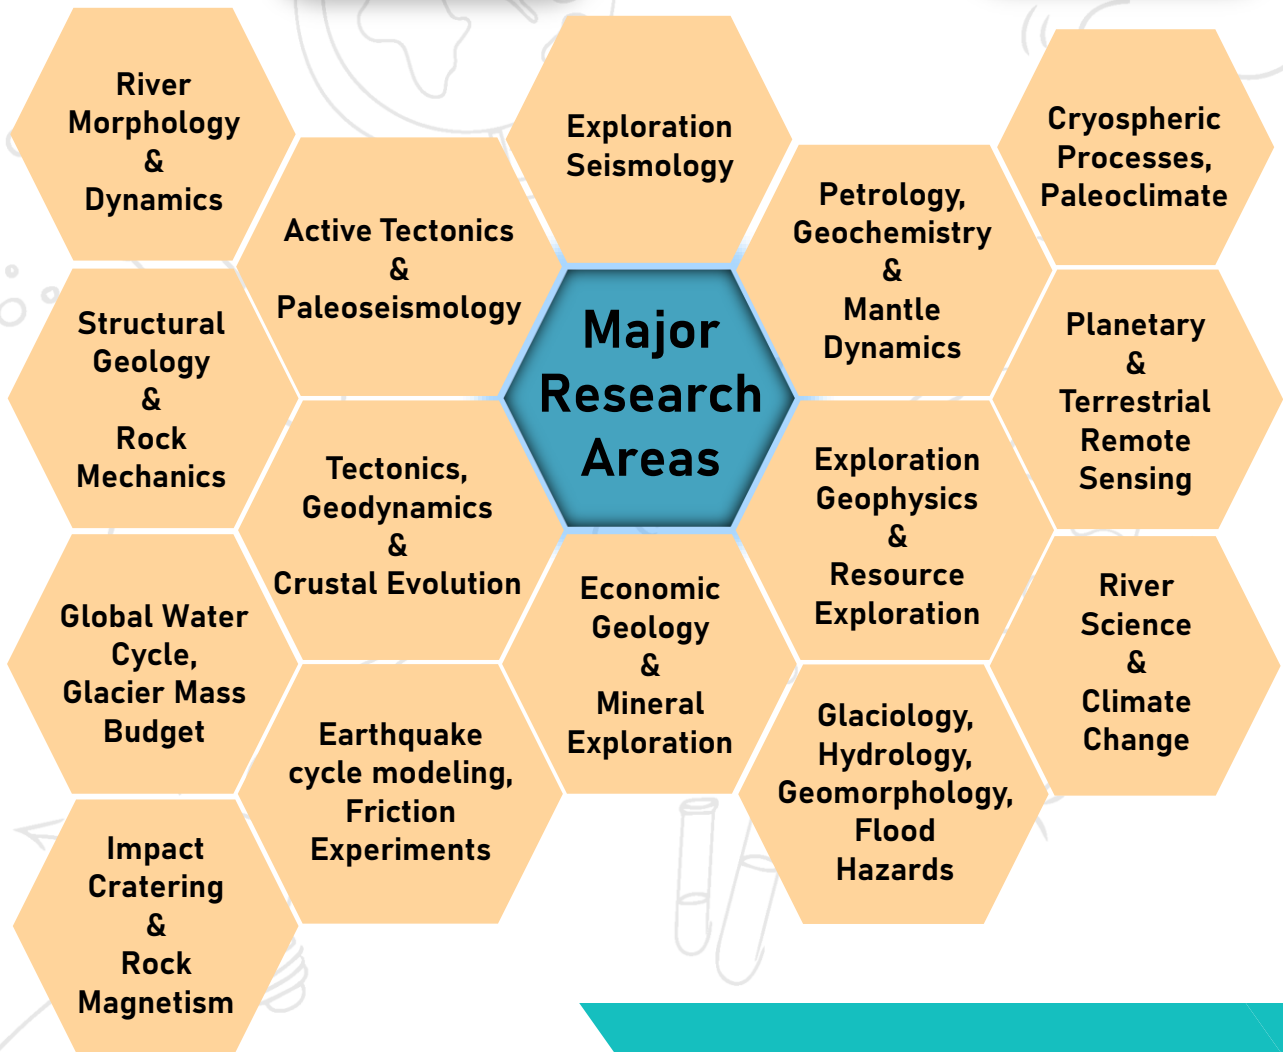 River
Morphology
&
Dynamics
Active Tectonics
&
Paleoseismology
Exploration
Seismology
Petrology,
Geochemistry
&
Mantle
Dynamics
Cryospheric
Processes,
Paleoclimate
Structural
Geology
&
Rock
Mechanics
Major
Research
Areas
Planetary
&
Terrestrial
Remote
Sensing
Tectonics,
Geodynamics
&
Crustal Evolution
Exploration
Geophysics
&
Resource
Exploration
Global Water
Cycle,
Glacier Mass
Budget
Economic
Geology
&
Mineral
Exploration
River
Science
&
Climate
Change
Earthquake
cycle modeling,
Friction
Experiments
Glaciology,
Hydrology,
Geomorphology,
Flood
Hazards
Impact
Cratering
&
Rock
Magnetism